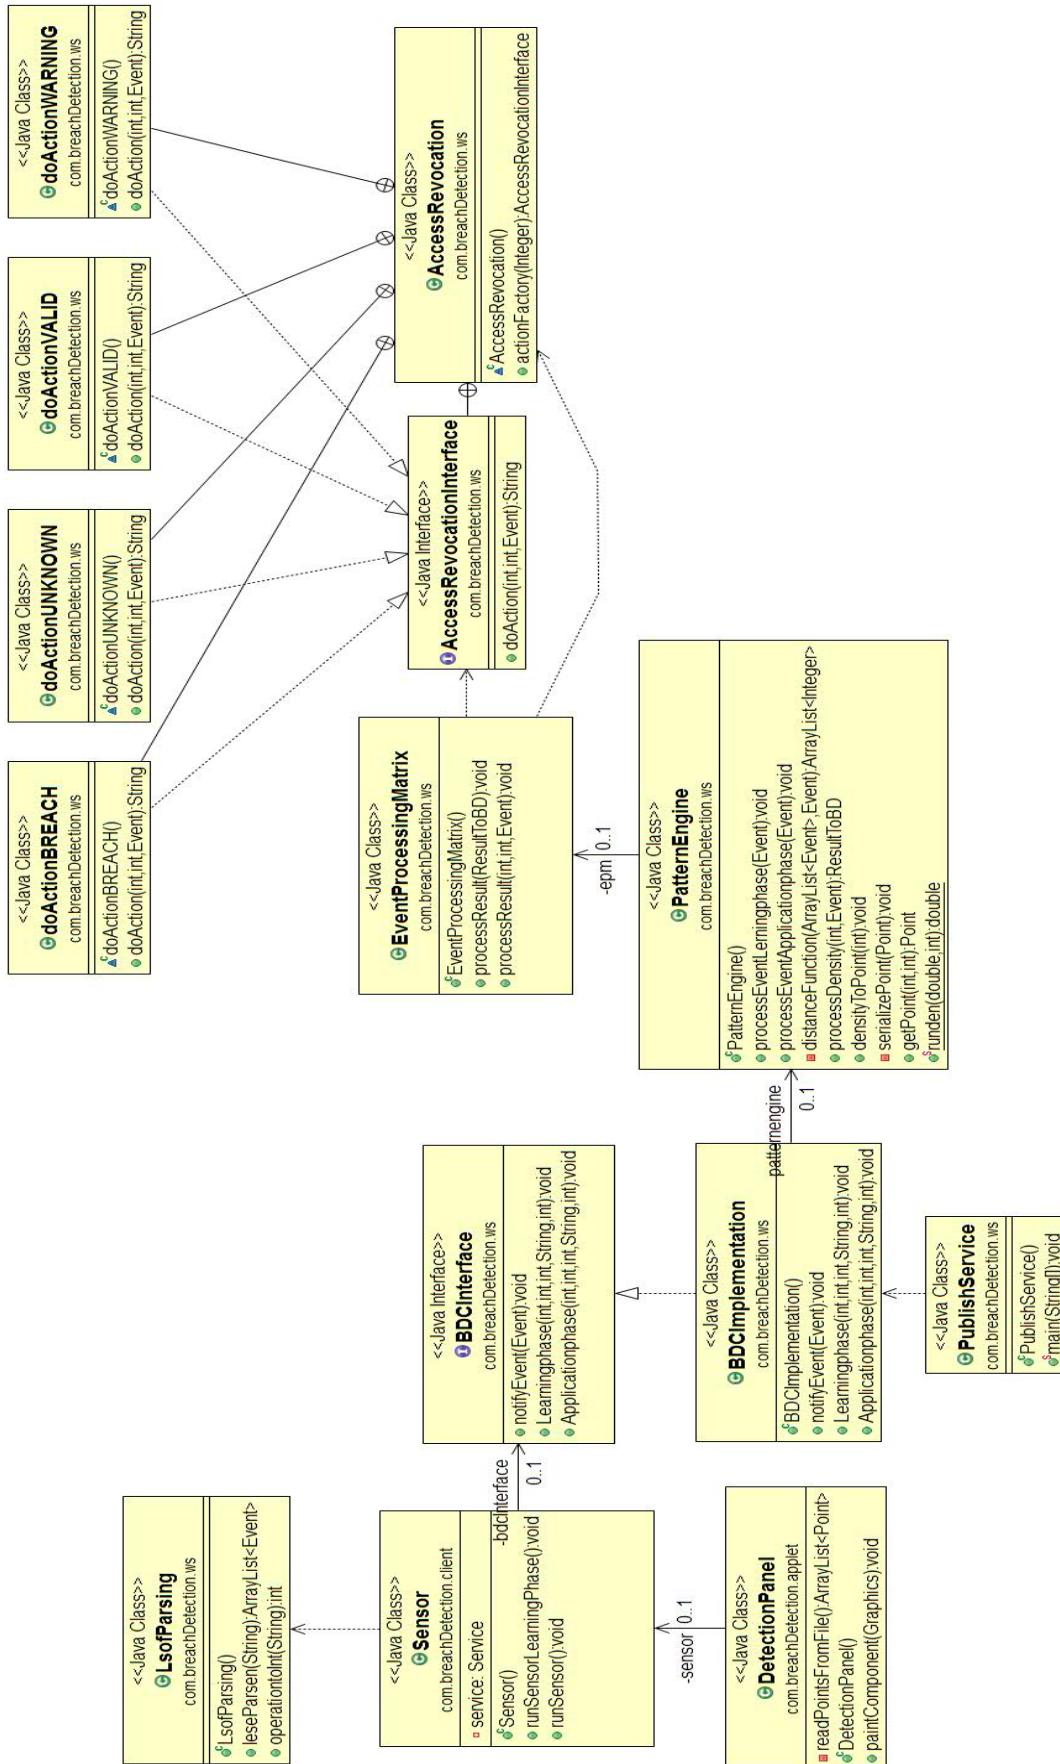 <<Java Class>>
LsofParsing
com.breachDetection.ws
LsofParsing()
leseParsen(String):ArrayList<Event>
operationtoInt(String):int
<<Java Class>>
Sensor
com.breachDetection.client
service: Service
Sensor()
runSensorLearningPhase():void
runSensor():void
-bdcInterface
0..1
-sensor 0..1
<<Java Class>>
DetectionPanel
com.breachDetection.applet
readPointsFromFile():ArrayList<Point>
DetectionPanel()
paintComponent(Graphics):void
<<Java Interface>>
BDCInterface
com.breachDetection.ws
notifyEvent(Event):void
Learningphase(int,int,int,String,int):void
Applicationphase(int,int,int,String,int):void
<<Java Class>>
BDCImplementation
com.breachDetection.ws
BDCImplementation()
notifyEvent(Event):void
Learningphase(int,int,int,String,int):void
Applicationphase(int,int,int,String,int):void
patternengine
0..1
<<Java Class>>
PublishService
com.breachDetection.ws
PublishService()
main(String[]):void
<<Java Class>>
doActionBREACH
com.breachDetection.ws
doActionBREACH()
doAction(int,int,Event):String
<<Java Class>>
doActionUNKNOWN
com.breachDetection.ws
doActionUNKNOWN()
doAction(int,int,Event):String
<<Java Class>>
doActionVALID
com.breachDetection.ws
doActionVALID()
doAction(int,int,Event):String
<<Java Class>>
doActionWARNING
com.breachDetection.ws
doActionWARNING()
doAction(int,int,Event):String
<<Java Class>>
EventProcessingMatrix
com.breachDetection.ws
EventProcessingMatrix()
processResult(ResultToBD):void
processResult(int,int,Event):void
-epm 0..1
<<Java Interface>>
AccessRevocationInterface
com.breachDetection.ws
doAction(int,int,Event):String
<<Java Class>>
AccessRevocation
com.breachDetection.ws
AccessRevocation()
actionFactory(Integer):AccessRevocationInterface
<<Java Class>>
PatternEngine
com.breachDetection.ws
PatternEngine()
processEventLerningphase(Event):void
processEventApplicationphase(Event):void
distanceFunction(ArrayList<Event>,Event):ArrayList<Integer>
processDensity(int,Event):ResultToBD
densityToPoint(int):void
serializePoint(Point):void
getPoint(int,int):Point
runden(double,int):double